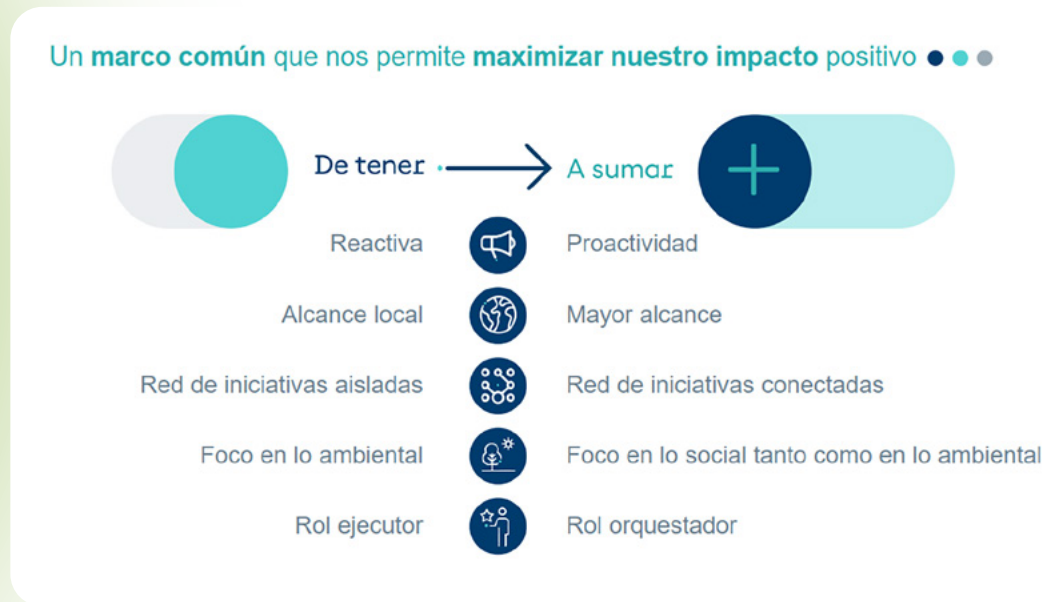 Un marco común que nos permite maximizar nuestro impacto positivo
De tener A sumar
Reactiva Proactividad
Alcance local Mayor alcance
Red de iniciativas aisladas Red de iniciativas conectadas
Foco en lo ambiental Foco en lo social tanto como en lo ambiental
Rol ejecutor Rol orquestador